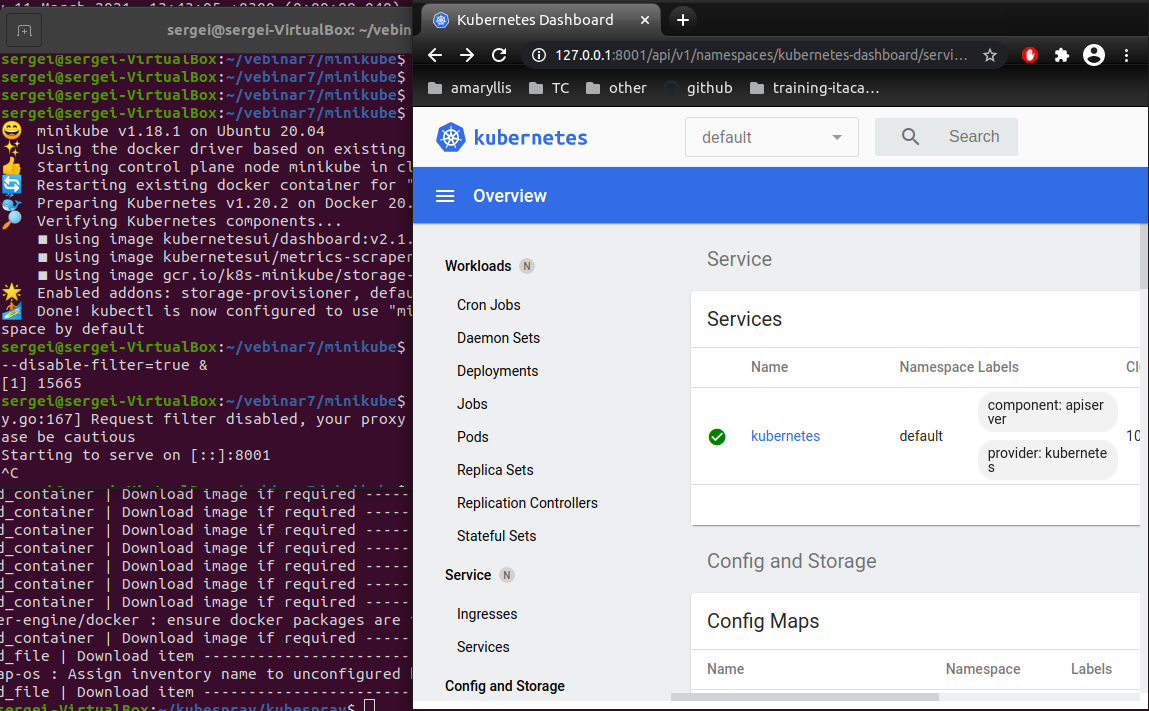 sergei@sergei-VirtualBox: ~/vebin
sergei@sergei-VirtualBox:~/vebinar7/minikube$
sergei@sergei-VirtualBox:~/vebinar7/minikube$
sergei@sergei-VirtualBox:~/vebinar7/minikube$
sergei@sergei-VirtualBox:~/vebinar7/minikube$
minikube v1.18.1 on Ubuntu 20.04
Using the docker driver based on existing
Starting control plane node minikube in cl
Restarting existing docker container for "
Preparing Kubernetes v1.20.2 on Docker 20.
Verifying Kubernetes components...
■ Using image kubernetesui/dashboard:v2.1.
■ Using image kubernetesui/metrics-scraper
■ Using image gcr.io/k8s-minikube/storage-
Enabled addons: storage-provisioner, defau
Done! kubectl is now configured to use "mi
space by default
sergei@sergei-VirtualBox:~/vebinar7/minikube$
--disable-filter=true &
[1] 15665
sergei@sergei-VirtualBox:~/vebinar7/minikube$
y.go:167] Request filter disabled, your proxy
ase be cautious
Starting to serve on [::]:8001
^C
d_container | Download image if required -----
d_container | Download image if required -----
d_container | Download image if required -----
d_container | Download image if required -----
d_container | Download image if required -----
d_container | Download image if required -----
d_container | Download image if required -----
er-engine/docker : ensure docker packages are
d_container | Download image if required -----
d_file | Download item -----------------------
ap-os : Assign inventory name to unconfigured
d_file | Download item -----------------------
sergei-VirtualBox:~/kubespray/kubespray$
Kubernetes Dashboard
127.0.0.1:8001/api/v1/namespaces/kubernetes-dashboard/servi…
amaryllis TC other github training-itaca…
kubernetes
default
Search
Overview
Workloads N
Cron Jobs
Daemon Sets
Deployments
Jobs
Pods
Replica Sets
Replication Controllers
Stateful Sets
Service N
Ingresses
Services
Config and Storage
Service
Services
Name Namespace Labels Clu
kubernetes default
component: apiser
ver
provider: kubernete
s
10
Config and Storage
Config Maps
Name Namespace Labels